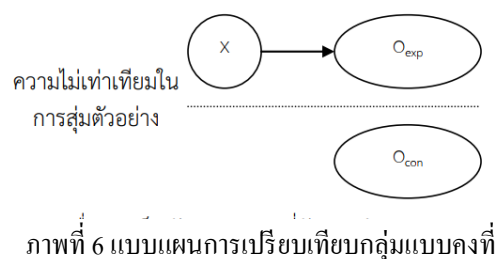 X
O_exp
ความไม่เท่าเทียมใน
การสุ่มตัวอย่าง
O_con
ภาพที่ 6 แบบแผนการเปรียบเทียบกลุ่มแบบคงที่